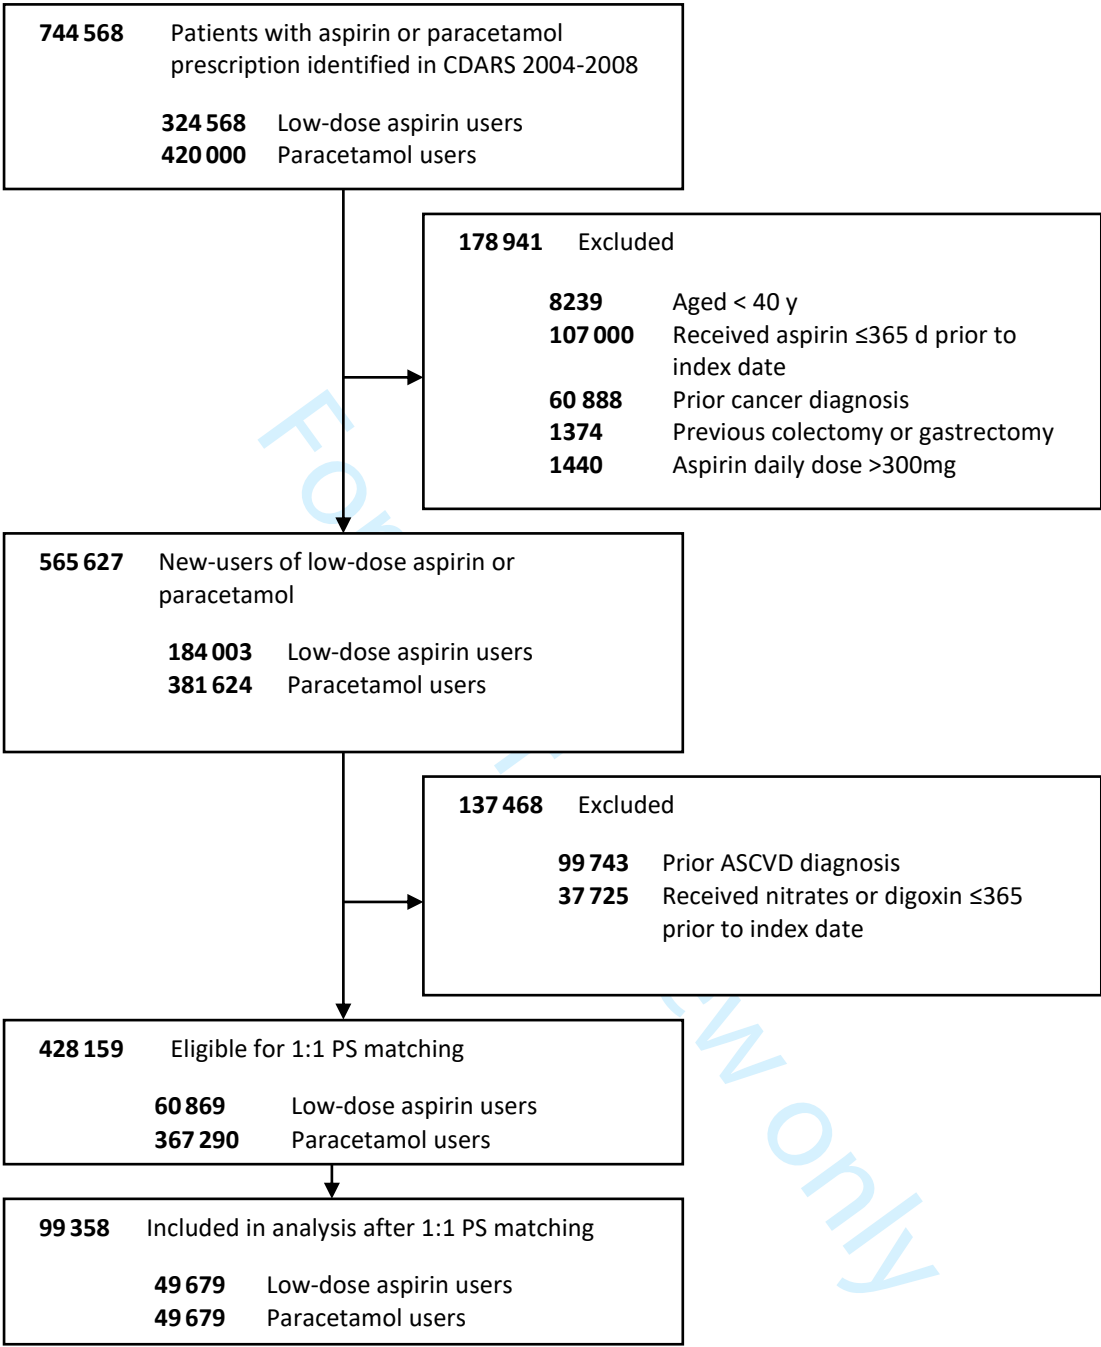 744 568 Patients with aspirin or paracetamol
prescription identified in CDARS 2004-2008
324 568 Low-dose aspirin users
420 000 Paracetamol users
178 941 Excluded
8239 Aged < 40 y
107 000 Received aspirin ≤365 d prior to
index date
60 888 Prior cancer diagnosis
1374 Previous colectomy or gastrectomy
1440 Aspirin daily dose >300mg
565 627 New-users of low-dose aspirin or
paracetamol
184 003 Low-dose aspirin users
381 624 Paracetamol users
137 468 Excluded
99 743 Prior ASCVD diagnosis
37 725 Received nitrates or digoxin ≤365
prior to index date
428 159 Eligible for 1:1 PS matching
60 869 Low-dose aspirin users
367 290 Paracetamol users
99 358 Included in analysis after 1:1 PS matching
49 679 Low-dose aspirin users
49 679 Paracetamol users
only